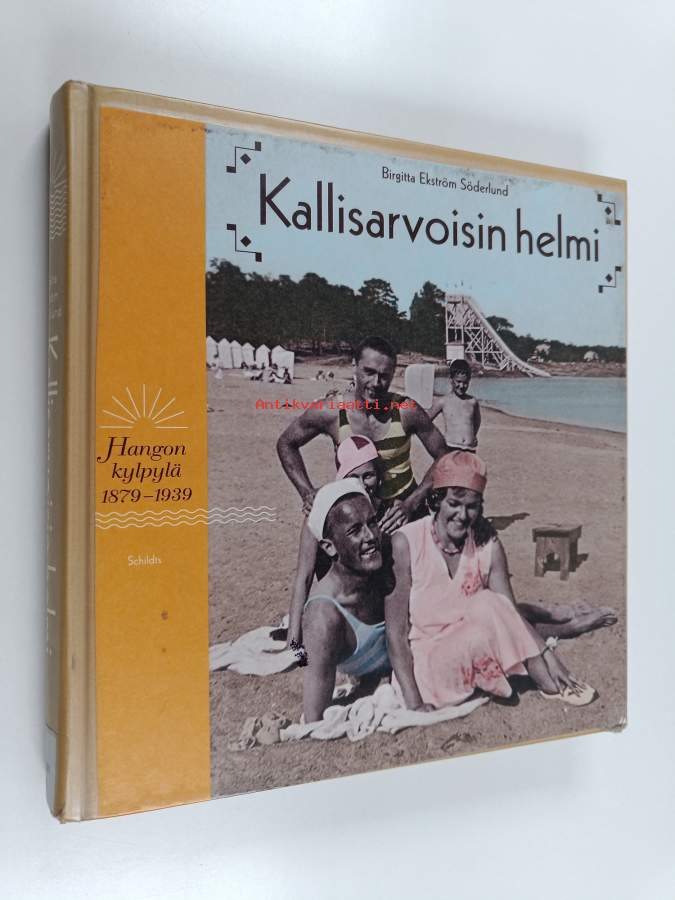 Birgitta Ekström Söderlund
Kallisarvoisin helmi
Antikvariaatti.net
Hangon
kylpylä
1879–1939
Schildts